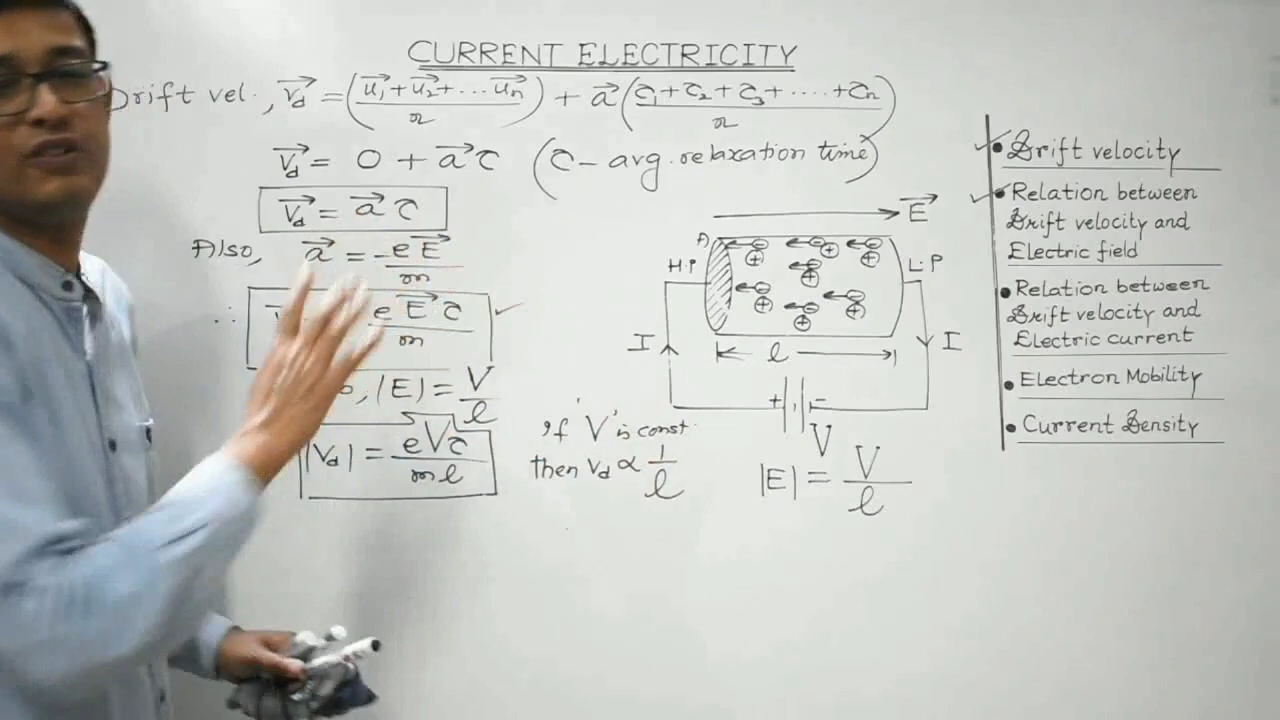 CURRENT ELECTRICITY
Drift vel., v⃗d = (u⃗1 + u⃗2 + ... u⃗n / n) + a⃗ (τ1 + τ2 + τ3 + .... + τn / n)
v⃗d = 0 + a⃗ τ (τ - avg. relaxation time)
v⃗d = a⃗ τ
Also, a⃗ = -eE⃗ / m
∴ eE⃗ τ / m
|E| = V / l
|Vd| = eVτ / ml
If 'V' is const.
then Vd ∝ 1 / l
E⃗
A
H.P
L.P
I
I
l
+ -
V
|E| = V / l
Drift velocity
Relation between
Drift velocity and
Electric field
Relation between
Drift velocity and
Electric current
Electron Mobility
Current Density